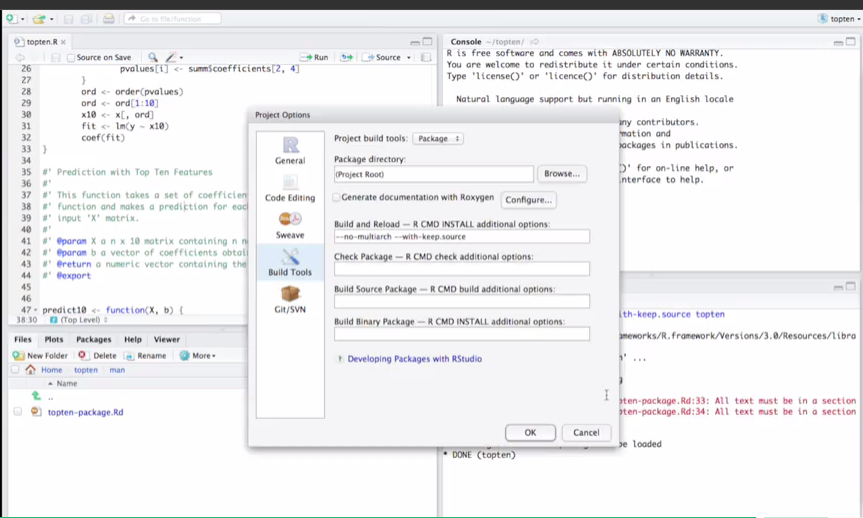 Go to file/function
topten
topten.R
Source on Save
Run
Source
26 pvalues[i] <- summ$coefficients[2, 4]
27 }
28 ord <- order(pvalues)
29 ord <- ord[1:10]
30 x10 <- x[, ord]
31 fit <- lm(y ~ x10)
32 coef(fit)
33 }
34
35 #' Prediction with Top Ten Features
36 #'
37 #' This function takes a set of coefficien
38 #' function and makes a prediction for eac
39 #' input 'X' matrix.
40 #'
41 #' @param X a n x 10 matrix containing n n
42 #' @param b a vector of coefficients obtai
43 #' @return a numeric vector containing the
44 #' @export
45
46
47 predict10 <- function(X, b) {
38:30 (Top Level)
Files Plots Packages Help Viewer
New Folder Delete Rename More
Home topten man
Name
..
topten-package.Rd
Project Options
General
Code Editing
Sweave
Build Tools
Git/SVN
Project build tools: Package
Package directory:
(Project Root) Browse...
Generate documentation with Roxygen Configure...
Build and Reload — R CMD INSTALL additional options:
--no-multiarch --with-keep.source
Check Package — R CMD check additional options:
Build Source Package — R CMD build additional options:
Build Binary Package — R CMD INSTALL additional options:
? Developing Packages with RStudio
OK Cancel
Console ~/topten/
R is free software and comes with ABSOLUTELY NO WARRANTY.
You are welcome to redistribute it under certain conditions.
Type 'license()' or 'licence()' for distribution details.
Natural language support but running in an English locale
ny contributors.
mation and
packages in publications.
)' for on-line help, or
nterface to help.
ith-keep.source topten
ameworks/R.framework/Versions/3.0/Resources/libra
' ...
pten-package.Rd:33: All text must be in a section
pten-package.Rd:34: All text must be in a section
be loaded
* DONE (topten)